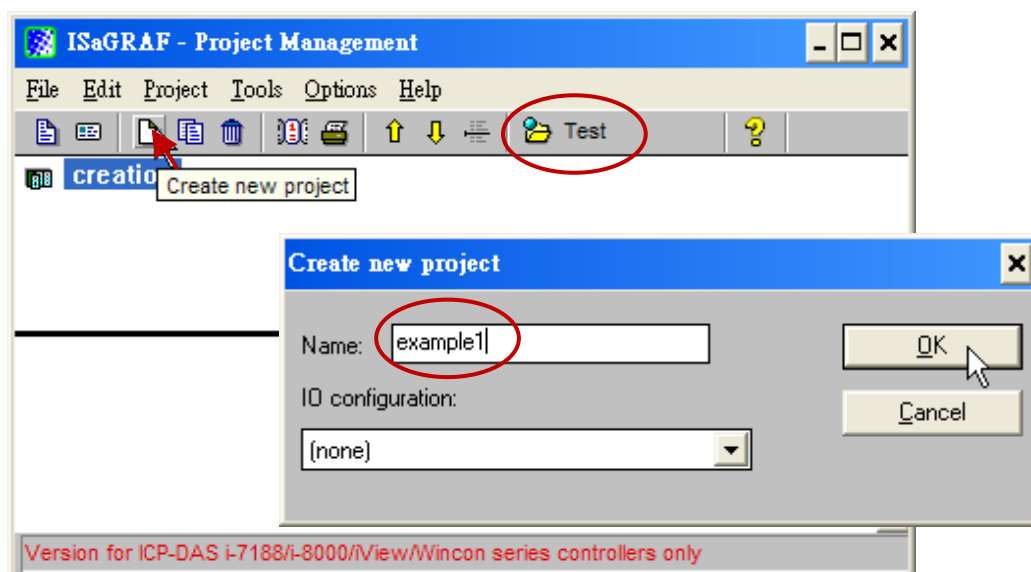 ISaGRAF - Project Management
File Edit Project Tools Options Help
Test
creation
Create new project
Create new project
Name: example1
OK
IO configuration:
Cancel
(none)
Version for ICP-DAS i-7188/i-8000/iView/Wincon series controllers only